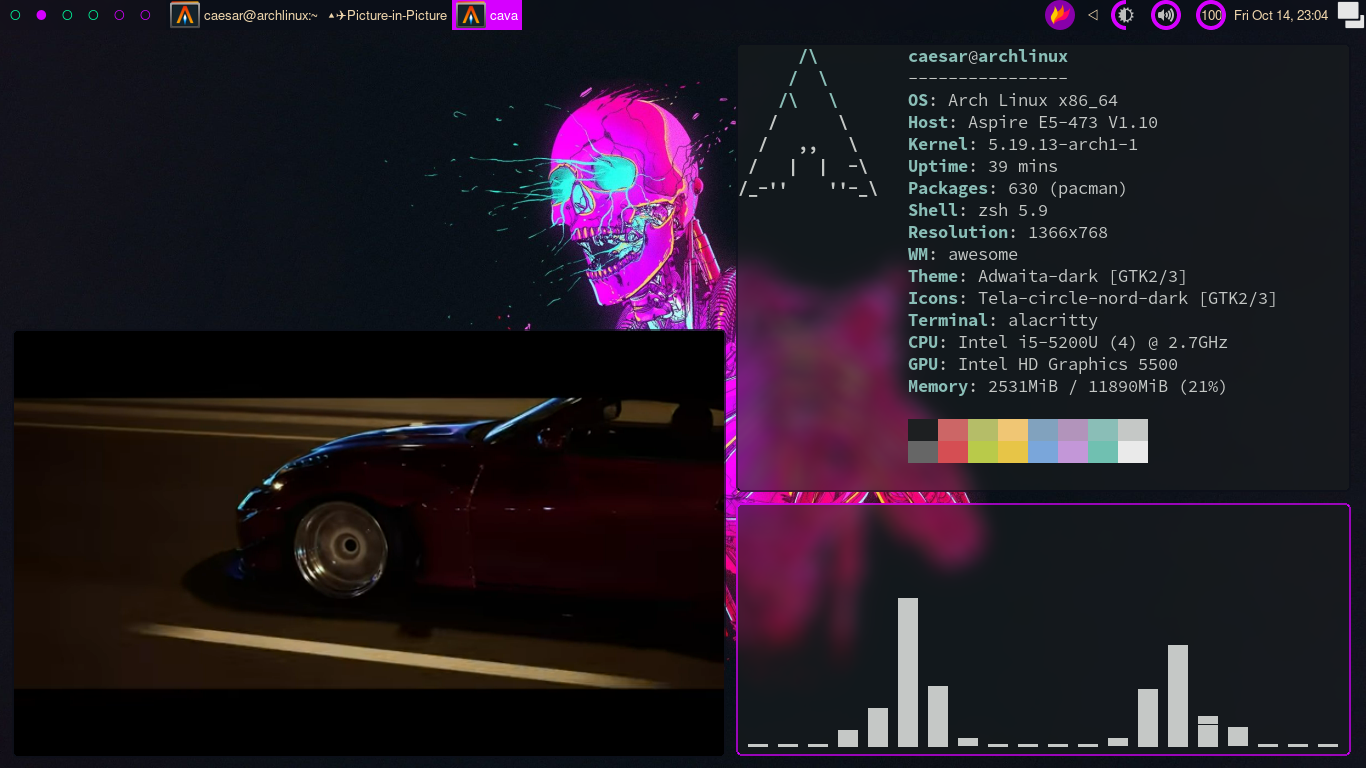 caesar@archlinux:~ ▴✈Picture-in-Picture cava 100 Fri Oct 14, 23:04
caesar@archlinux
----------------
OS: Arch Linux x86_64
Host: Aspire E5-473 V1.10
Kernel: 5.19.13-arch1-1
Uptime: 39 mins
Packages: 630 (pacman)
Shell: zsh 5.9
Resolution: 1366x768
WM: awesome
Theme: Adwaita-dark [GTK2/3]
Icons: Tela-circle-nord-dark [GTK2/3]
Terminal: alacritty
CPU: Intel i5-5200U (4) @ 2.7GHz
GPU: Intel HD Graphics 5500
Memory: 2531MiB / 11890MiB (21%)